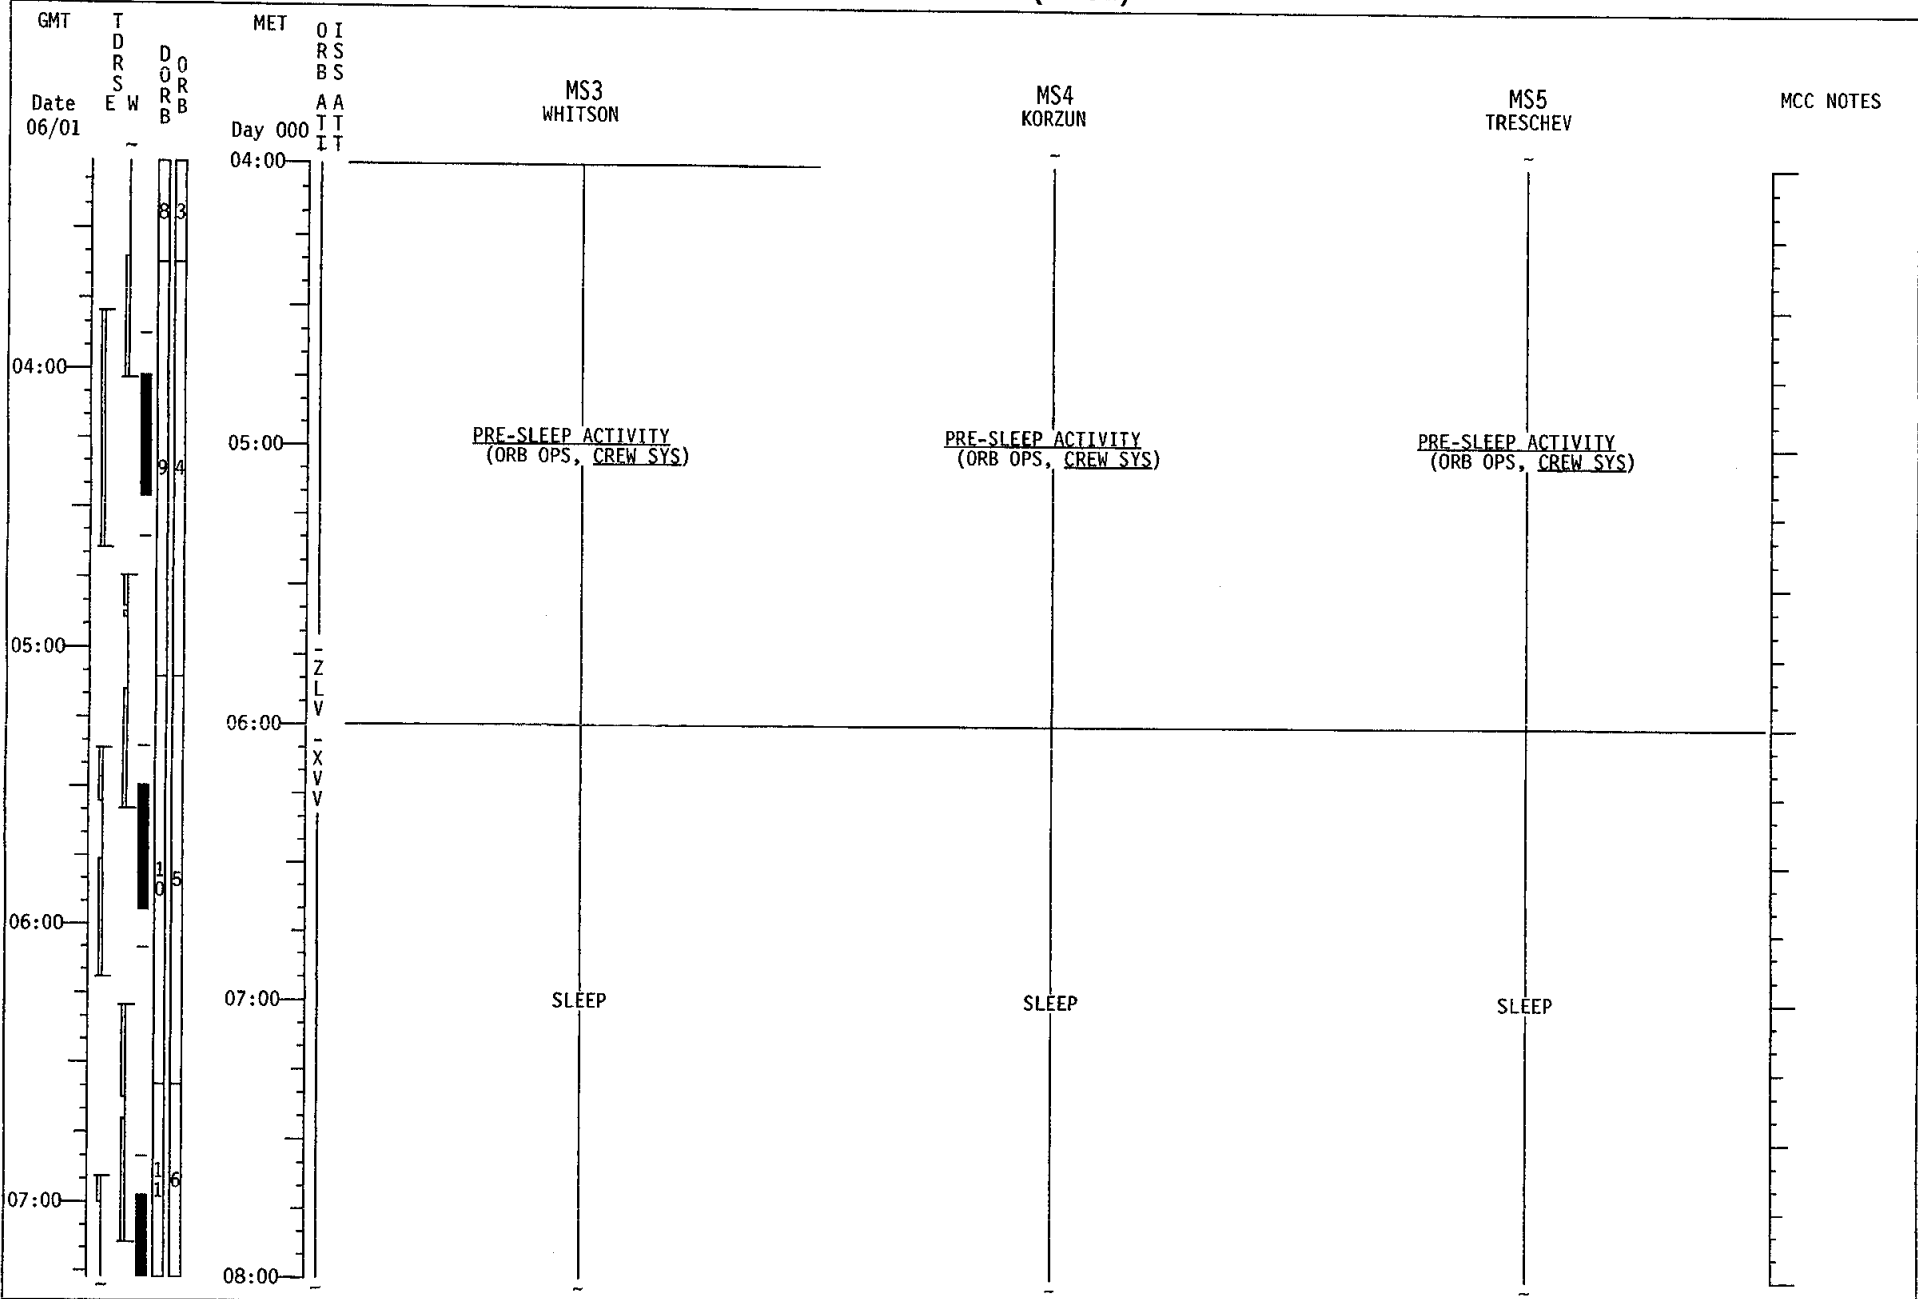 GMT
TDRS
E W
DORB
ORB
MET
ORB ATT
ISS ATT
Date
06/01
Day 000
MS3
WHITSON
MS4
KORZUN
MS5
TRESCHEV
MCC NOTES
04:00
8 3
04:00
05:00
PRE-SLEEP ACTIVITY
(ORB OPS, CREW SYS)
PRE-SLEEP ACTIVITY
(ORB OPS, CREW SYS)
PRE-SLEEP ACTIVITY
(ORB OPS, CREW SYS)
9 4
05:00
-ZLV
06:00
-XVV
10 5
06:00
07:00
SLEEP
SLEEP
SLEEP
11 6
07:00
08:00